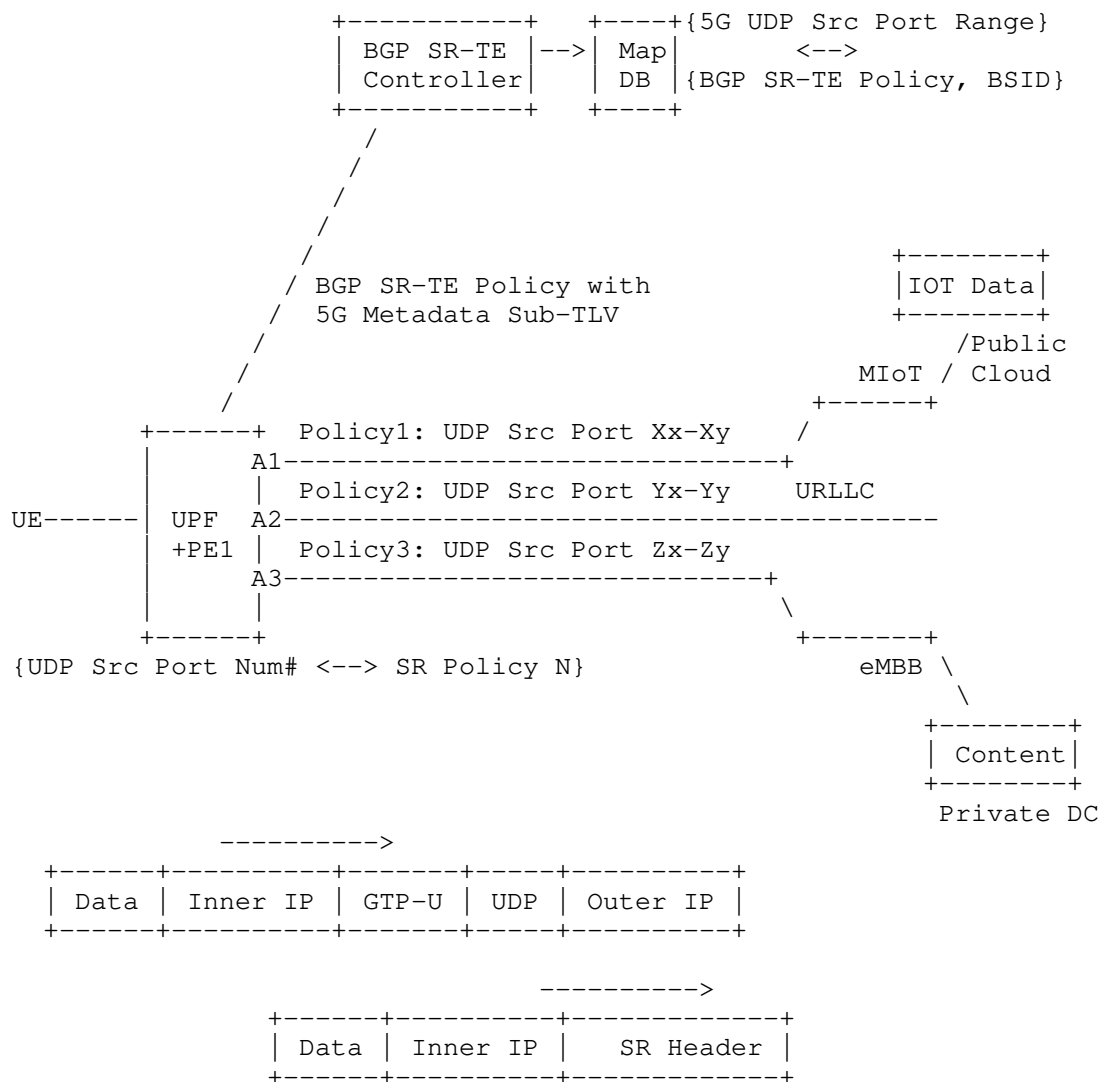 {5G UDP Src Port Range}
BGP SR-TE --> Map <-->
Controller DB {BGP SR-TE Policy, BSID}
BGP SR-TE Policy with IOT Data
5G Metadata Sub-TLV
Public
MIoT Cloud
Policy1: UDP Src Port Xx-Xy
A1
Policy2: UDP Src Port Yx-Yy URLLC
UE UPF A2
+PE1 Policy3: UDP Src Port Zx-Zy
A3
{UDP Src Port Num# <--> SR Policy N} eMBB
Content
Private DC
Data Inner IP GTP-U UDP Outer IP
Data Inner IP SR Header